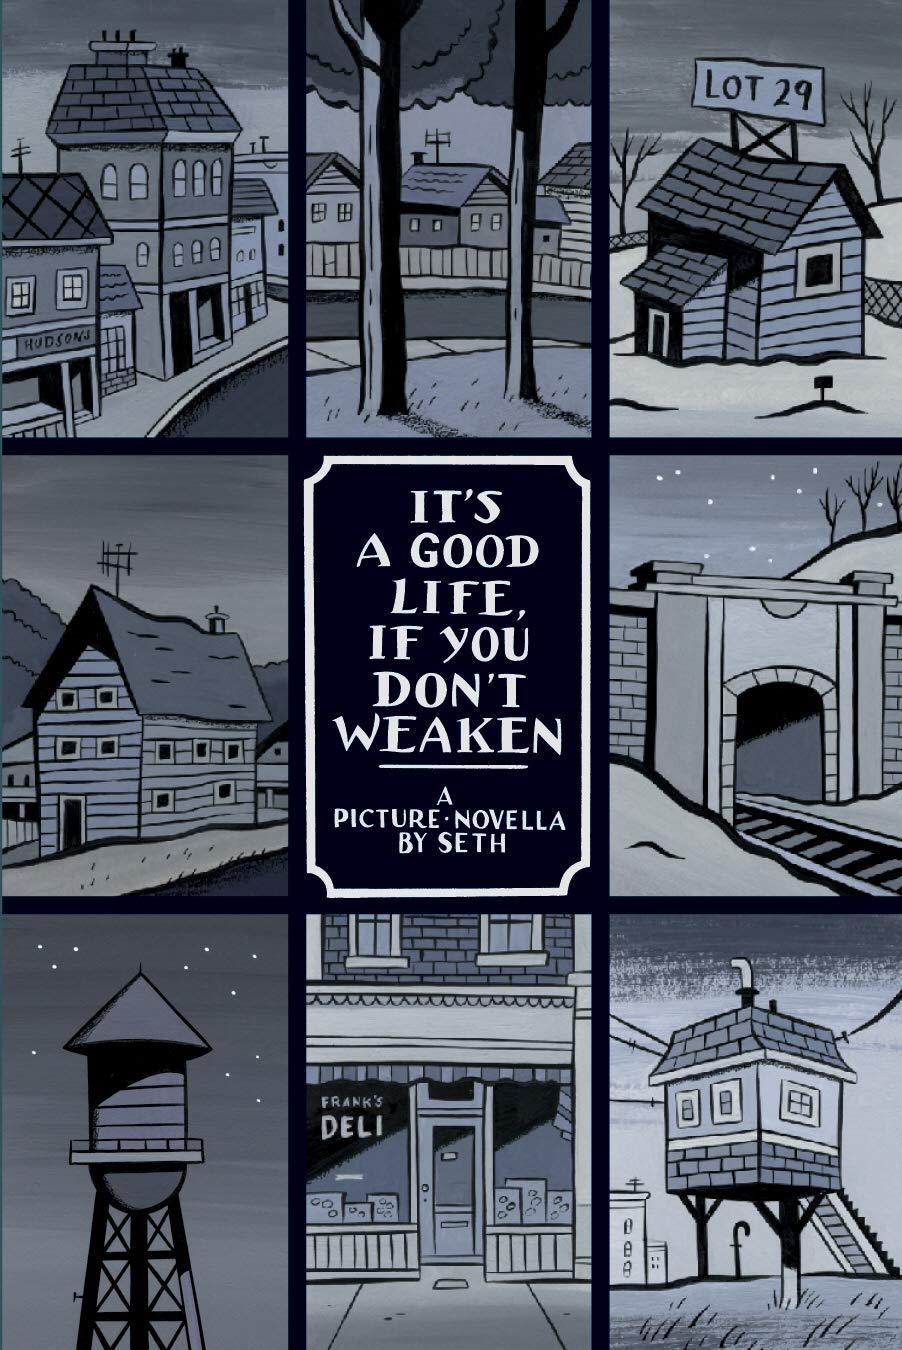 HUDSONS
LOT 29
IT'S
A GOOD
LIFE,
IF YOU
DON'T
WEAKEN
A
PICTURE·NOVELLA
BY SETH
FRANK'S
DELI